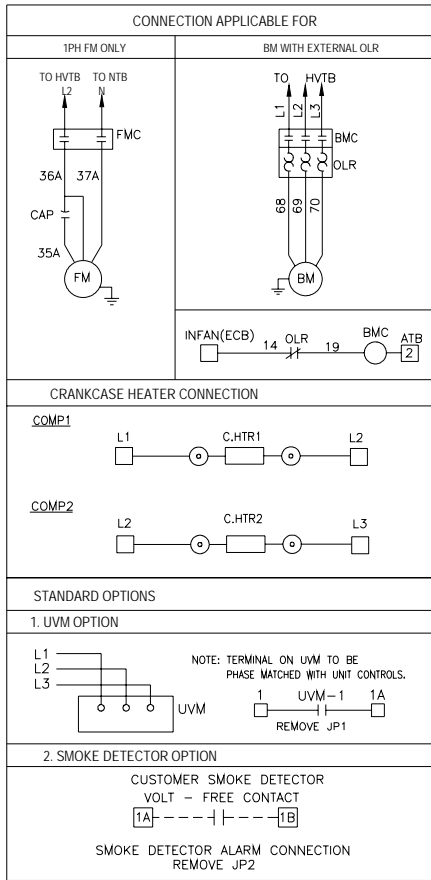 CONNECTION APPLICABLE FOR
1PH FM ONLY
BM WITH EXTERNAL OLR
TO HVTB TO NTB
L2 N
FMC
36A 37A
CAP
35A
FM
TO HVTB
L1 L2 L3
BMC
OLR
68 69 70
BM
INFAN(ECB) 14 OLR 19 BMC ATB
2
CRANKCASE HEATER CONNECTION
COMP1
L1 C.HTR1 L2
COMP2
L2 C.HTR2 L3
STANDARD OPTIONS
1. UVM OPTION
L1
L2
L3
UVM
NOTE: TERMINAL ON UVM TO BE
PHASE MATCHED WITH UNIT CONTROLS.
1 UVM-1 1A
REMOVE JP1
2. SMOKE DETECTOR OPTION
CUSTOMER SMOKE DETECTOR
VOLT - FREE CONTACT
1A 1B
SMOKE DETECTOR ALARM CONNECTION
REMOVE JP2